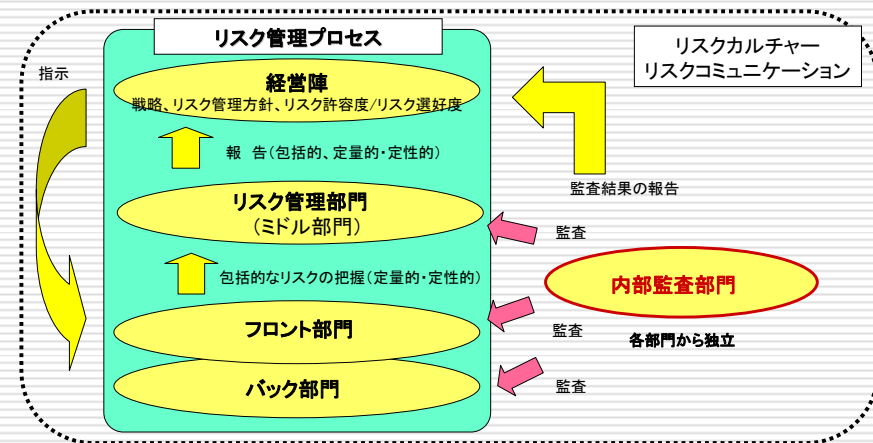 リスク管理プロセス
リスクカルチャー
リスクコミュニケーション
指示
経営陣
戦略、リスク管理方針、リスク許容度/リスク選好度
報　告(包括的、定量的・定性的)
監査結果の報告
リスク管理部門
(ミドル部門)
監査
包括的なリスクの把握(定量的・定性的)
内部監査部門
フロント部門
監査
各部門から独立
バック部門
監査